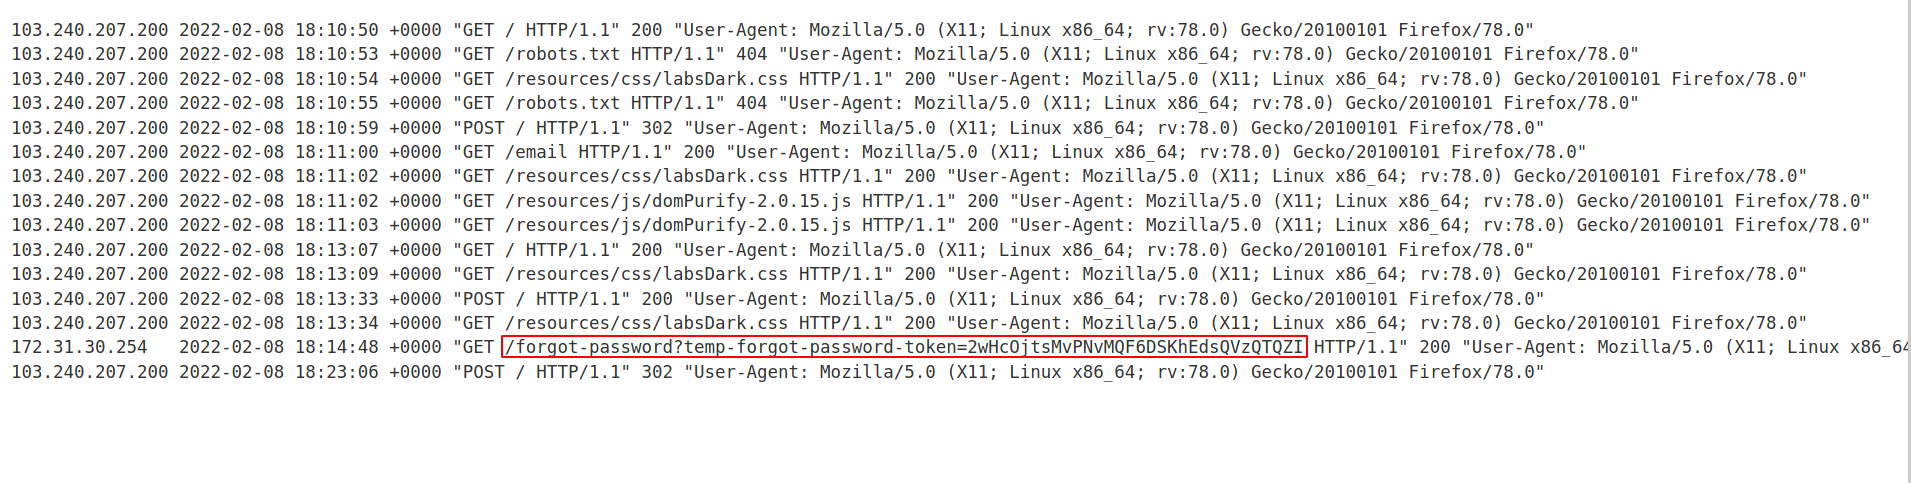 103.240.207.200 2022-02-08 18:10:50 +0000 "GET / HTTP/1.1" 200 "User-Agent: Mozilla/5.0 (X11; Linux x86_64; rv:78.0) Gecko/20100101 Firefox/78.0"
103.240.207.200 2022-02-08 18:10:53 +0000 "GET /robots.txt HTTP/1.1" 404 "User-Agent: Mozilla/5.0 (X11; Linux x86_64; rv:78.0) Gecko/20100101 Firefox/78.0"
103.240.207.200 2022-02-08 18:10:54 +0000 "GET /resources/css/labsDark.css HTTP/1.1" 200 "User-Agent: Mozilla/5.0 (X11; Linux x86_64; rv:78.0) Gecko/20100101 Firefox/78.0"
103.240.207.200 2022-02-08 18:10:55 +0000 "GET /robots.txt HTTP/1.1" 404 "User-Agent: Mozilla/5.0 (X11; Linux x86_64; rv:78.0) Gecko/20100101 Firefox/78.0"
103.240.207.200 2022-02-08 18:10:59 +0000 "POST / HTTP/1.1" 302 "User-Agent: Mozilla/5.0 (X11; Linux x86_64; rv:78.0) Gecko/20100101 Firefox/78.0"
103.240.207.200 2022-02-08 18:11:00 +0000 "GET /email HTTP/1.1" 200 "User-Agent: Mozilla/5.0 (X11; Linux x86_64; rv:78.0) Gecko/20100101 Firefox/78.0"
103.240.207.200 2022-02-08 18:11:02 +0000 "GET /resources/css/labsDark.css HTTP/1.1" 200 "User-Agent: Mozilla/5.0 (X11; Linux x86_64; rv:78.0) Gecko/20100101 Firefox/78.0"
103.240.207.200 2022-02-08 18:11:02 +0000 "GET /resources/js/domPurify-2.0.15.js HTTP/1.1" 200 "User-Agent: Mozilla/5.0 (X11; Linux x86_64; rv:78.0) Gecko/20100101 Firefox/78.0"
103.240.207.200 2022-02-08 18:11:03 +0000 "GET /resources/js/domPurify-2.0.15.js HTTP/1.1" 200 "User-Agent: Mozilla/5.0 (X11; Linux x86_64; rv:78.0) Gecko/20100101 Firefox/78.0"
103.240.207.200 2022-02-08 18:13:07 +0000 "GET / HTTP/1.1" 200 "User-Agent: Mozilla/5.0 (X11; Linux x86_64; rv:78.0) Gecko/20100101 Firefox/78.0"
103.240.207.200 2022-02-08 18:13:09 +0000 "GET /resources/css/labsDark.css HTTP/1.1" 200 "User-Agent: Mozilla/5.0 (X11; Linux x86_64; rv:78.0) Gecko/20100101 Firefox/78.0"
103.240.207.200 2022-02-08 18:13:33 +0000 "POST / HTTP/1.1" 200 "User-Agent: Mozilla/5.0 (X11; Linux x86_64; rv:78.0) Gecko/20100101 Firefox/78.0"
103.240.207.200 2022-02-08 18:13:34 +0000 "GET /resources/css/labsDark.css HTTP/1.1" 200 "User-Agent: Mozilla/5.0 (X11; Linux x86_64; rv:78.0) Gecko/20100101 Firefox/78.0"
172.31.30.254   2022-02-08 18:14:48 +0000 "GET /forgot-password?temp-forgot-password-token=2wHcOjtsMvPNvMQF6DSKhEdsQVzQTQZI HTTP/1.1" 200 "User-Agent: Mozilla/5.0 (X11; Linux x86_64
103.240.207.200 2022-02-08 18:23:06 +0000 "POST / HTTP/1.1" 302 "User-Agent: Mozilla/5.0 (X11; Linux x86_64; rv:78.0) Gecko/20100101 Firefox/78.0"